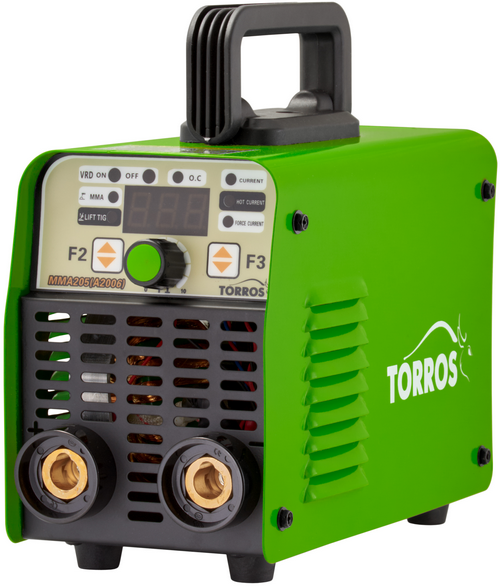 VRD ON OFF O.C CURRENT
MMA HOT CURRENT
LIFT TIG FORCE CURRENT
F2 F3
MMA205(A2006)
TORROS
TORROS